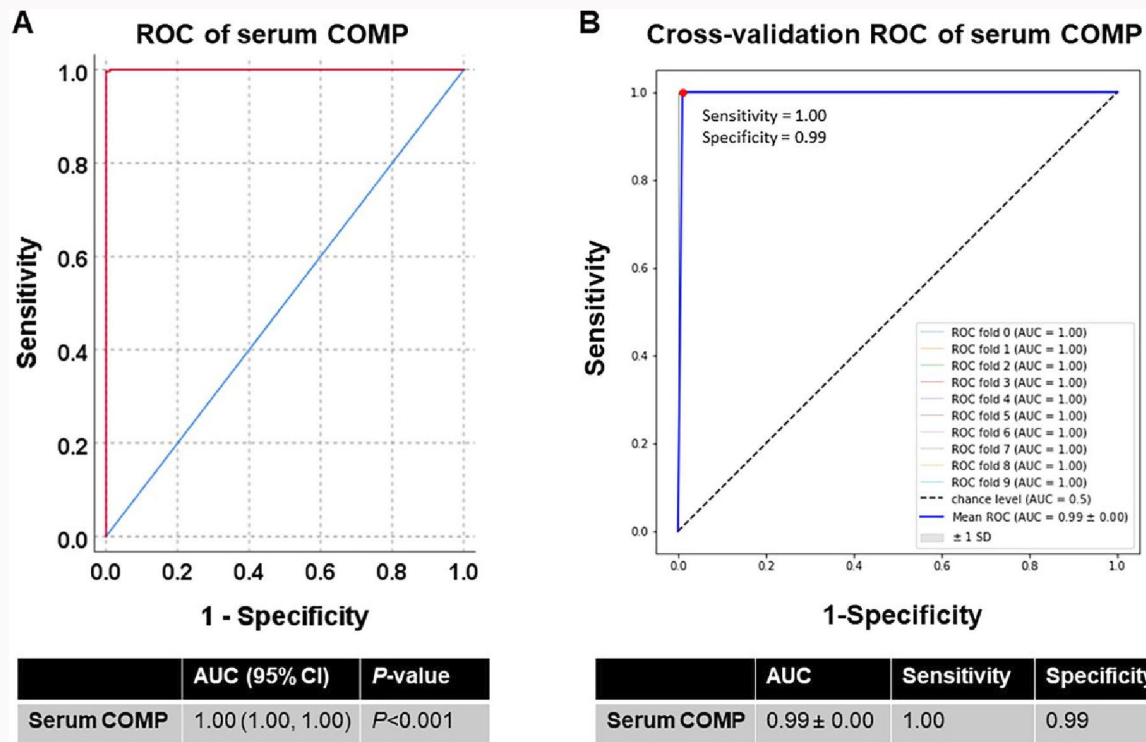 A
ROC of serum COMP
1.0
0.8
0.6
0.4
0.2
0.0
Sensitivity
0.0 0.2 0.4 0.6 0.8 1.0
1 - Specificity
AUC (95% CI) P-value
Serum COMP 1.00 (1.00, 1.00) P<0.001
B
Cross-validation ROC of serum COMP
1.0
0.8
0.6
0.4
0.2
0.0
Sensitivity
Sensitivity = 1.00
Specificity = 0.99
ROC fold 0 (AUC = 1.00)
ROC fold 1 (AUC = 1.00)
ROC fold 2 (AUC = 1.00)
ROC fold 3 (AUC = 1.00)
ROC fold 4 (AUC = 1.00)
ROC fold 5 (AUC = 1.00)
ROC fold 6 (AUC = 1.00)
ROC fold 7 (AUC = 1.00)
ROC fold 8 (AUC = 1.00)
ROC fold 9 (AUC = 1.00)
chance level (AUC = 0.5)
Mean ROC (AUC = 0.99 ± 0.00)
± 1 SD
0.0 0.2 0.4 0.6 0.8 1.0
1-Specificity
AUC Sensitivity Specificity
Serum COMP 0.99 ± 0.00 1.00 0.99